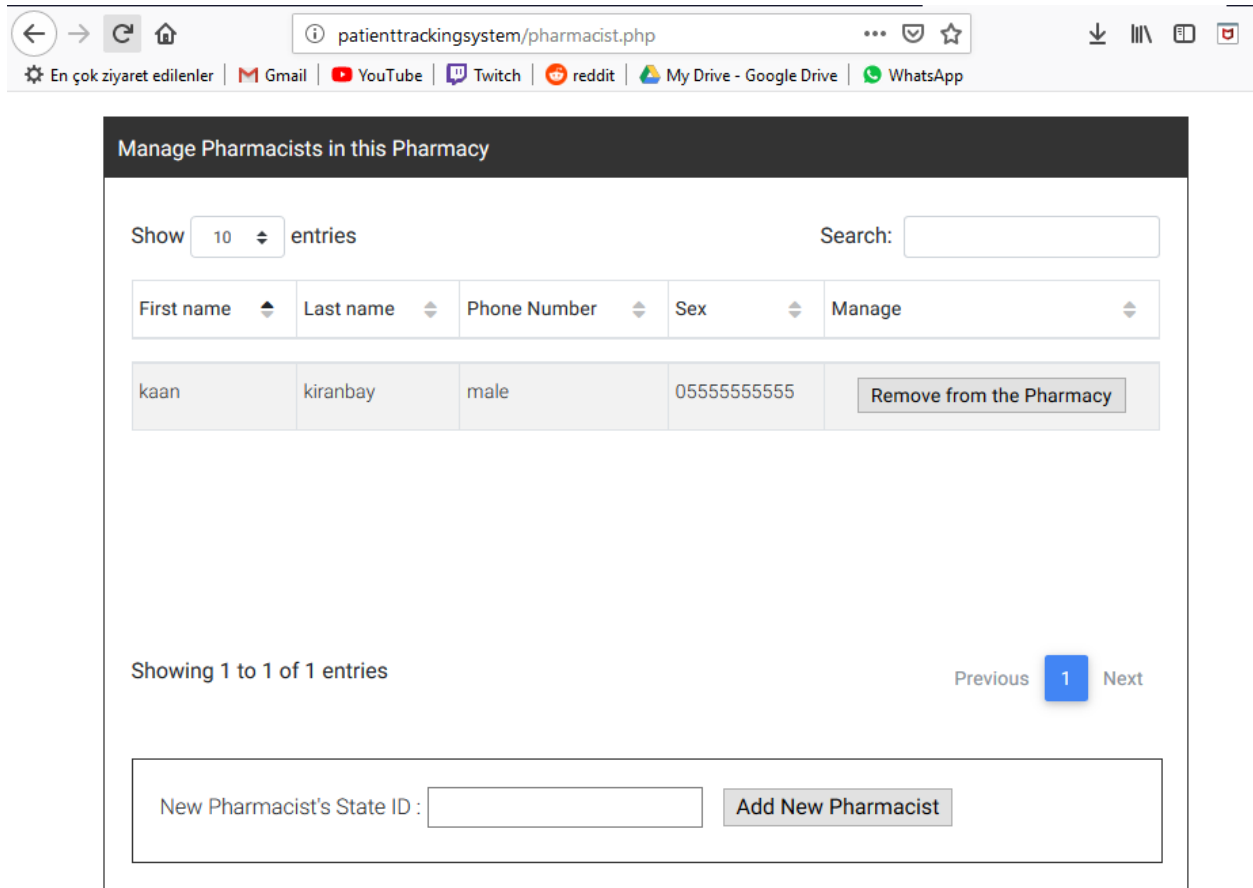 patienttrackingsystem/pharmacist.php
En çok ziyaret edilenler Gmail YouTube Twitch reddit My Drive - Google Drive WhatsApp
Manage Pharmacists in this Pharmacy
Show 10 entries Search:
First name Last name Phone Number Sex Manage
kaan kiranbay male 05555555555 Remove from the Pharmacy
Showing 1 to 1 of 1 entries Previous 1 Next
New Pharmacist's State ID : Add New Pharmacist